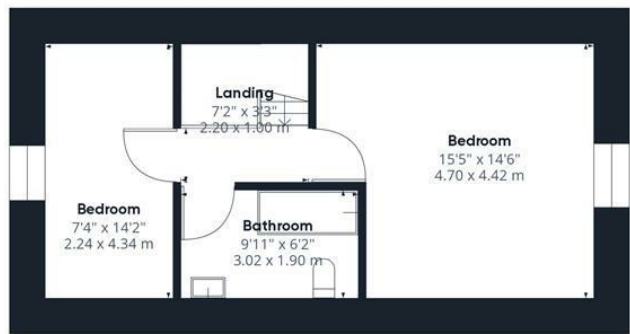 Landing
7'2" x 3'3"
2.20 x 1.00 m
Bedroom
15'5" x 14'6"
4.70 x 4.42 m
Bedroom
7'4" x 14'2"
2.24 x 4.34 m
Bathroom
9'11" x 6'2"
3.02 x 1.90 m